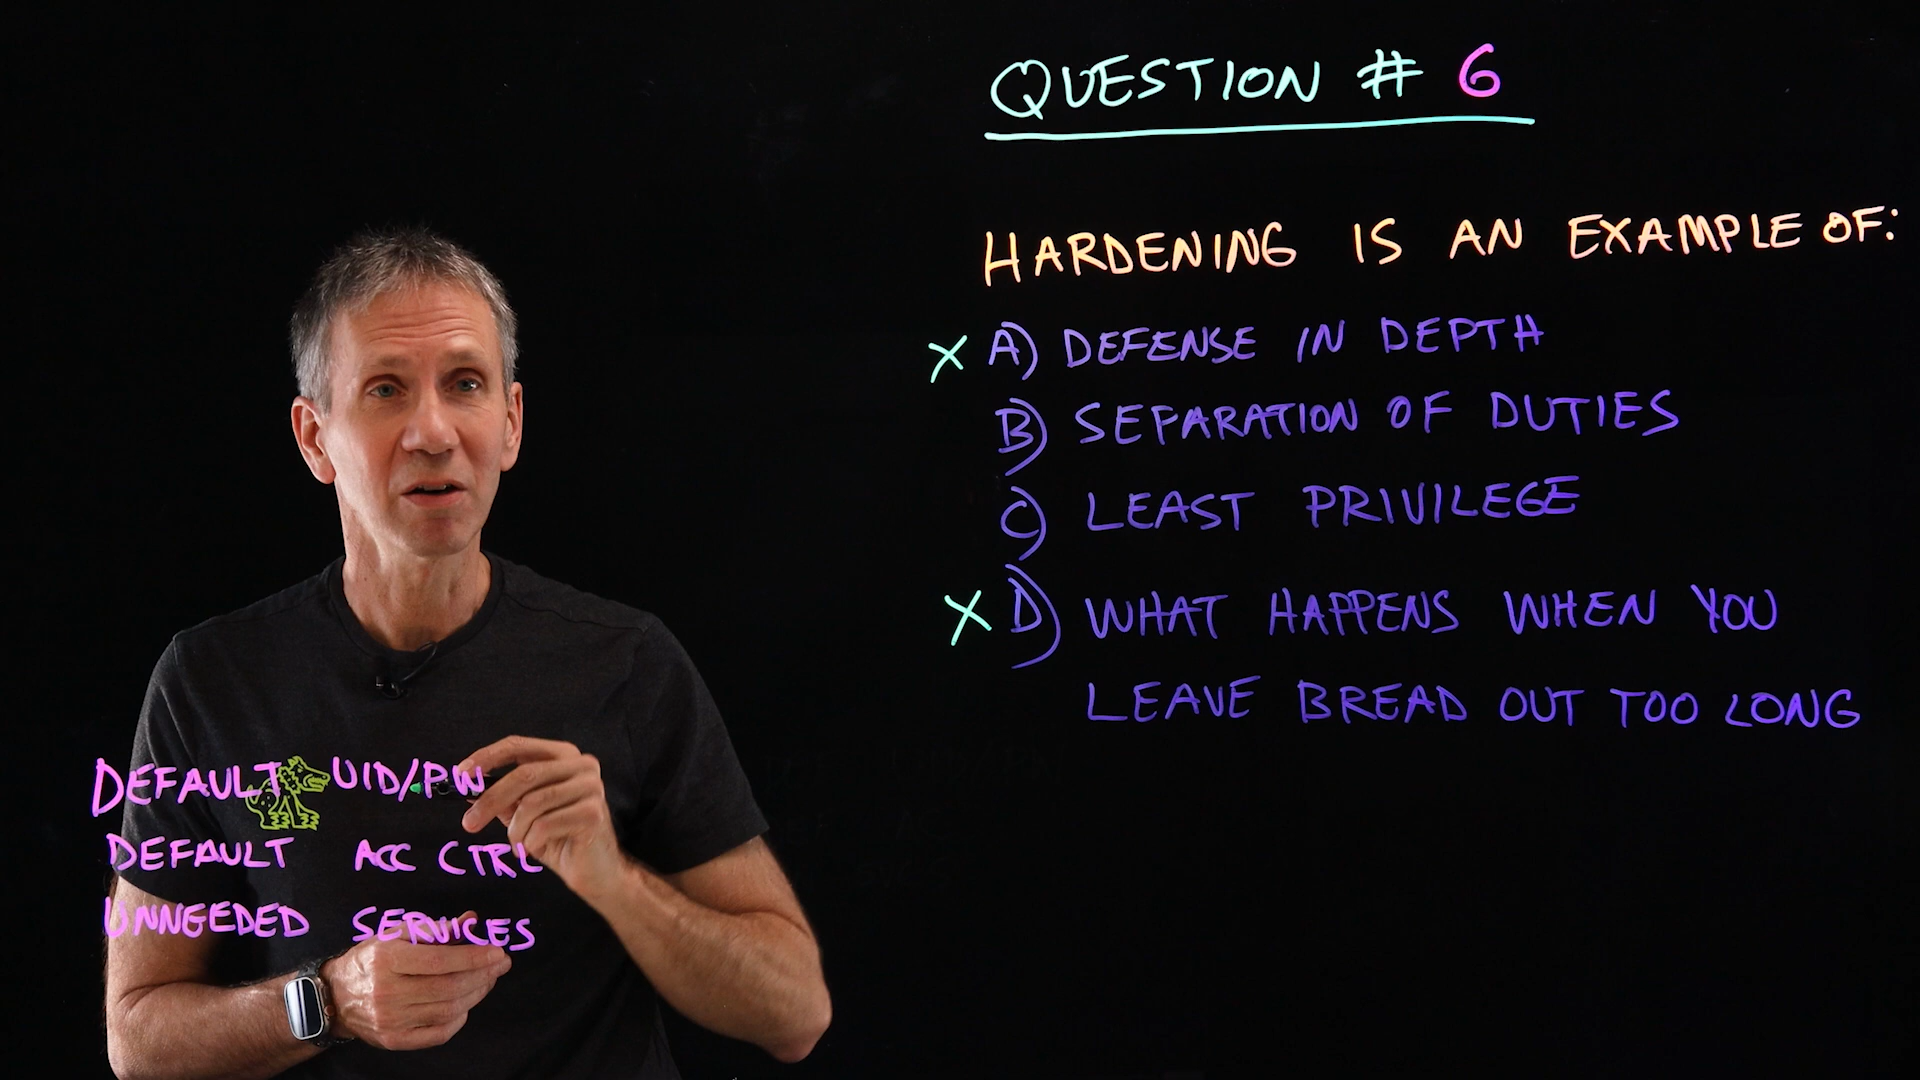 QUESTION # 6
HARDENING IS AN EXAMPLE OF:
X A) DEFENSE IN DEPTH
B) SEPARATION OF DUTIES
C) LEAST PRIVILEGE
X D) WHAT HAPPENS WHEN YOU
LEAVE BREAD OUT TOO LONG
DEFAULT UID/PW
DEFAULT ACC CTRL
UNNEEDED SERVICES